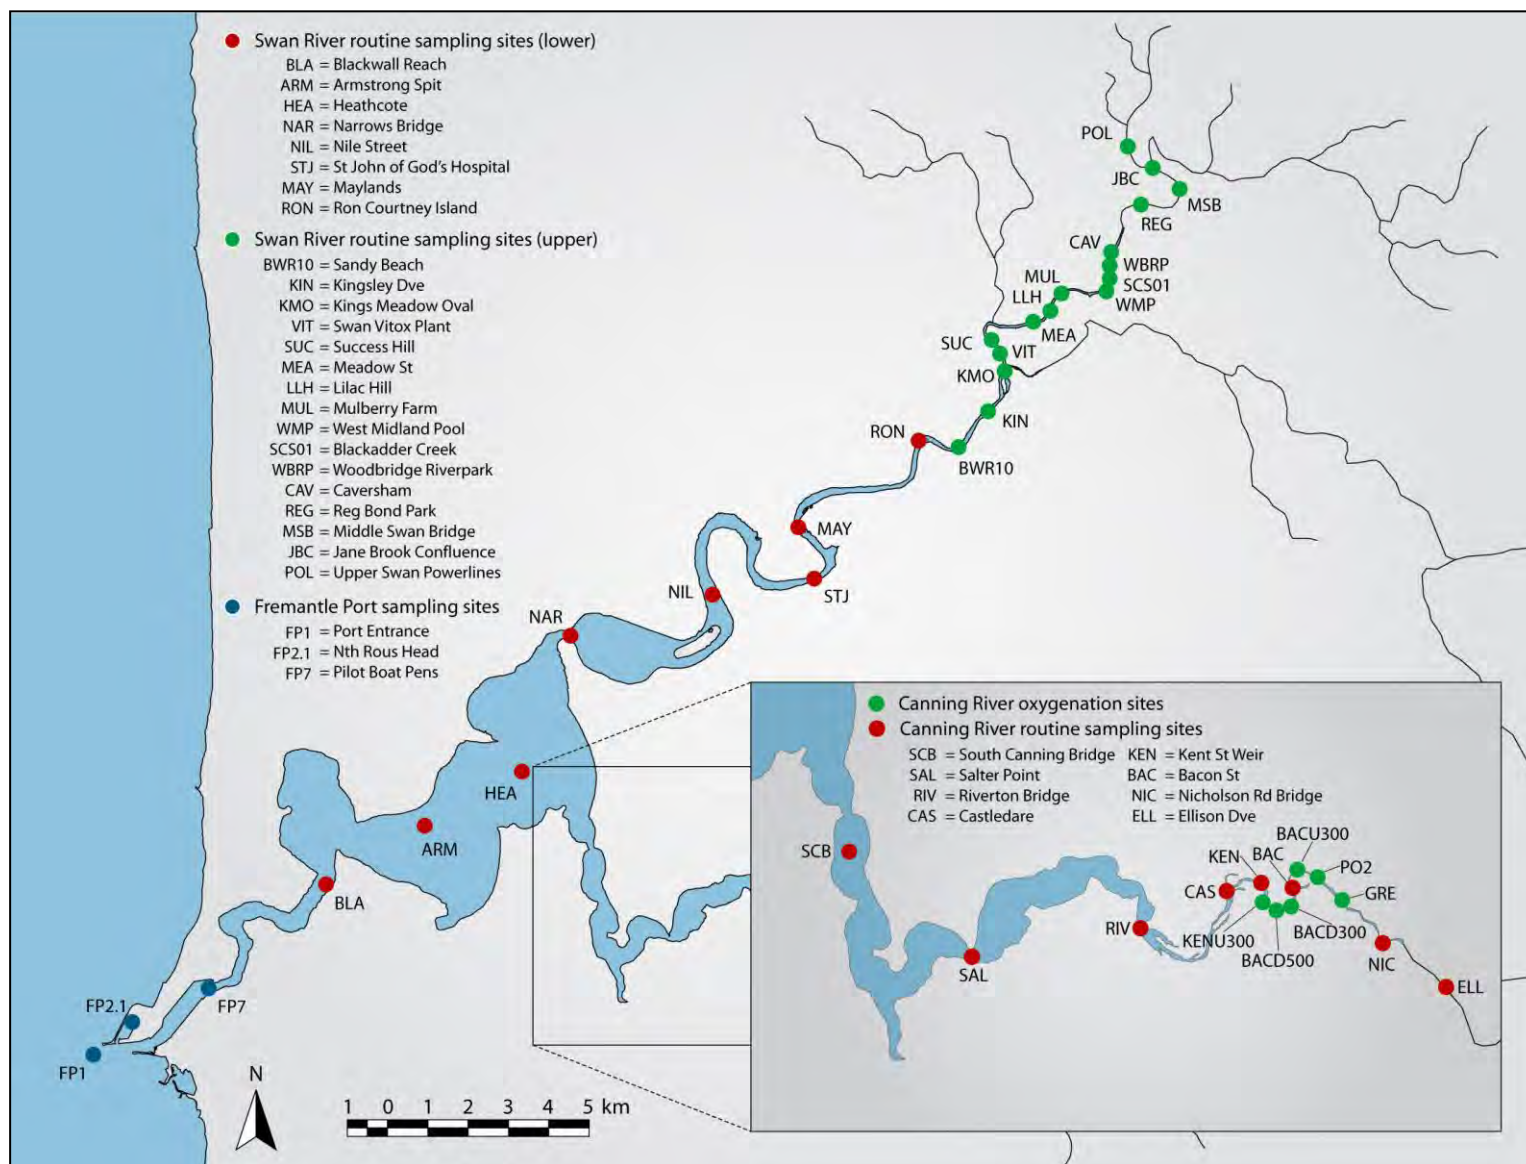 Swan River routine sampling sites (lower)
BLA = Blackwall Reach
ARM = Armstrong Spit
HEA = Heathcote
NAR = Narrows Bridge
NIL = Nile Street
STJ = St John of God's Hospital
MAY = Maylands
RON = Ron Courtney Island
Swan River routine sampling sites (upper)
BWR10 = Sandy Beach
KIN = Kingsley Dve
KMO = Kings Meadow Oval
VIT = Swan Vitox Plant
SUC = Success Hill
MEA = Meadow St
LLH = Lilac Hill
MUL = Mulberry Farm
WMP = West Midland Pool
SCS01 = Blackadder Creek
WBRP = Woodbridge Riverpark
CAV = Caversham
REG = Reg Bond Park
MSB = Middle Swan Bridge
JBC = Jane Brook Confluence
POL = Upper Swan Powerlines
Fremantle Port sampling sites
FP1 = Port Entrance
FP2.1 = Nth Rous Head
FP7 = Pilot Boat Pens
POL
JBC
MSB
REG
CAV
WBRP
MUL
SCS01
LLH
WMP
MEA
SUC
VIT
KMO
KIN
RON
BWR10
MAY
STJ
NIL
NAR
HEA
ARM
BLA
FP7
FP2.1
FP1
N
1 0 1 2 3 4 5 km
Canning River oxygenation sites
Canning River routine sampling sites
SCB = South Canning Bridge KEN = Kent St Weir
SAL = Salter Point BAC = Bacon St
RIV = Riverton Bridge NIC = Nicholson Rd Bridge
CAS = Castledare ELL = Ellison Dve
BACU300
SCB
KEN
BAC
PO2
CAS
GRE
RIV
KENU300
BACD300
BACD500
NIC
SAL
ELL